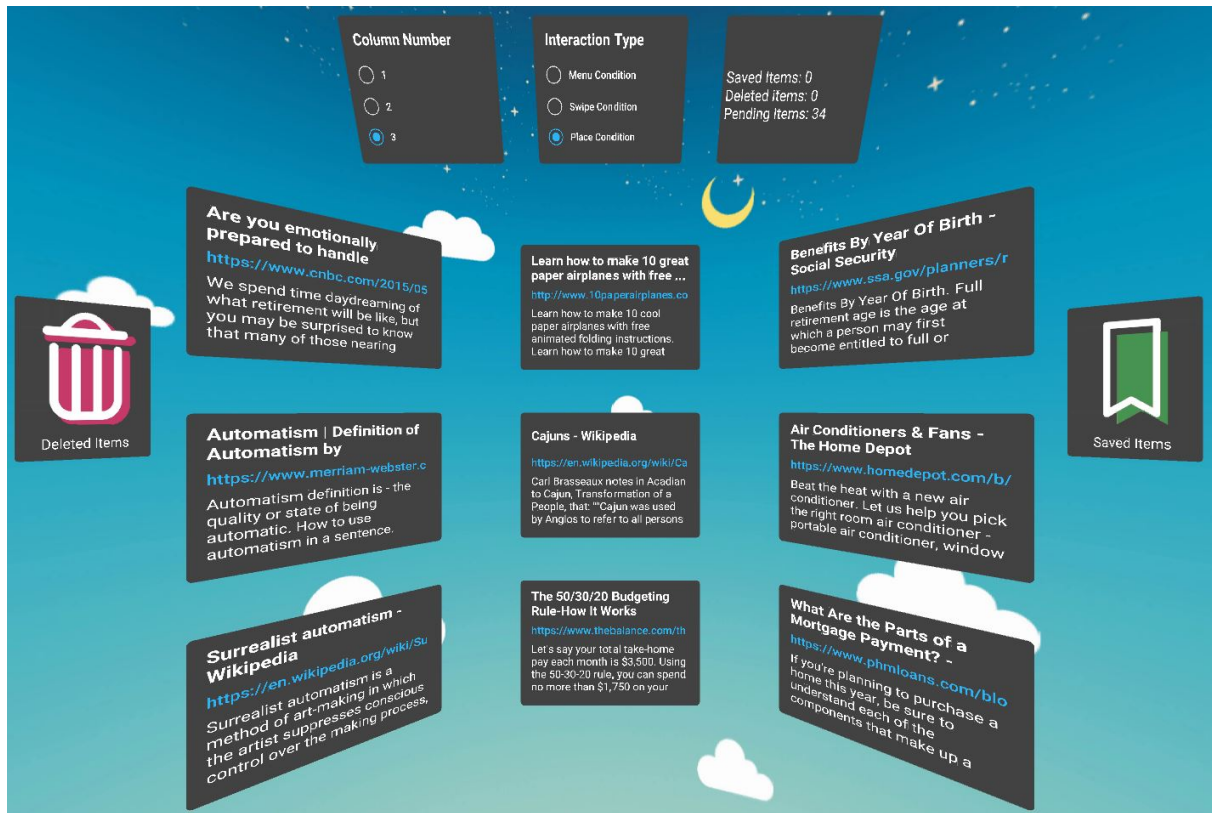 Column Number
1
2
3
Interaction Type
Menu Condition
Swipe Condition
Place Condition
Saved Items: 0
Deleted Items: 0
Pending Items: 34
Deleted Items
Are you emotionally
prepared to handle
https://www.cnbc.com/2015/05
We spend time daydreaming of
what retirement will be like, but
you may be surprised to know
that many of those nearing
Learn how to make 10 great
paper airplanes with free ...
http://www.10paperairplanes.co
Learn how to make 10 cool
paper airplanes with free
animated folding instructions.
Learn how to make 10 great
Benefits By Year Of Birth -
Social Security
https://www.ssa.gov/planners/r
Benefits By Year Of Birth. Full
retirement age is the age at
which a person may first
become entitled to full or
Automatism | Definition of
Automatism by
https://www.merriam-webster.c
Automatism definition is - the
quality or state of being
automatic. How to use
automatism in a sentence.
Cajuns - Wikipedia
https://en.wikipedia.org/wiki/Ca
Carl Brasseaux notes in Acadian
to Cajun, Transformation of a
People, that: ""Cajun was used
by Anglos to refer to all persons
Air Conditioners & Fans -
The Home Depot
https://www.homedepot.com/b/
Beat the heat with a new air
conditioner. Let us help you pick
the right room air conditioner -
portable air conditioner, window
Surrealist automatism -
Wikipedia
https://en.wikipedia.org/wiki/Su
Surrealist automatism is a
method of art-making in which
the artist suppresses conscious
control over the making process,
The 50/30/20 Budgeting
Rule-How It Works
https://www.thebalance.com/th
Let's say your total take-home
pay each month is $3,500. Using
the 50-30-20 rule, you can spend
no more than $1,750 on your
What Are the Parts of a
Mortgage Payment? -
https://www.phmloans.com/blo
If you're planning to purchase a
home this year, be sure to
understand each of the
components that make up a
Saved Items